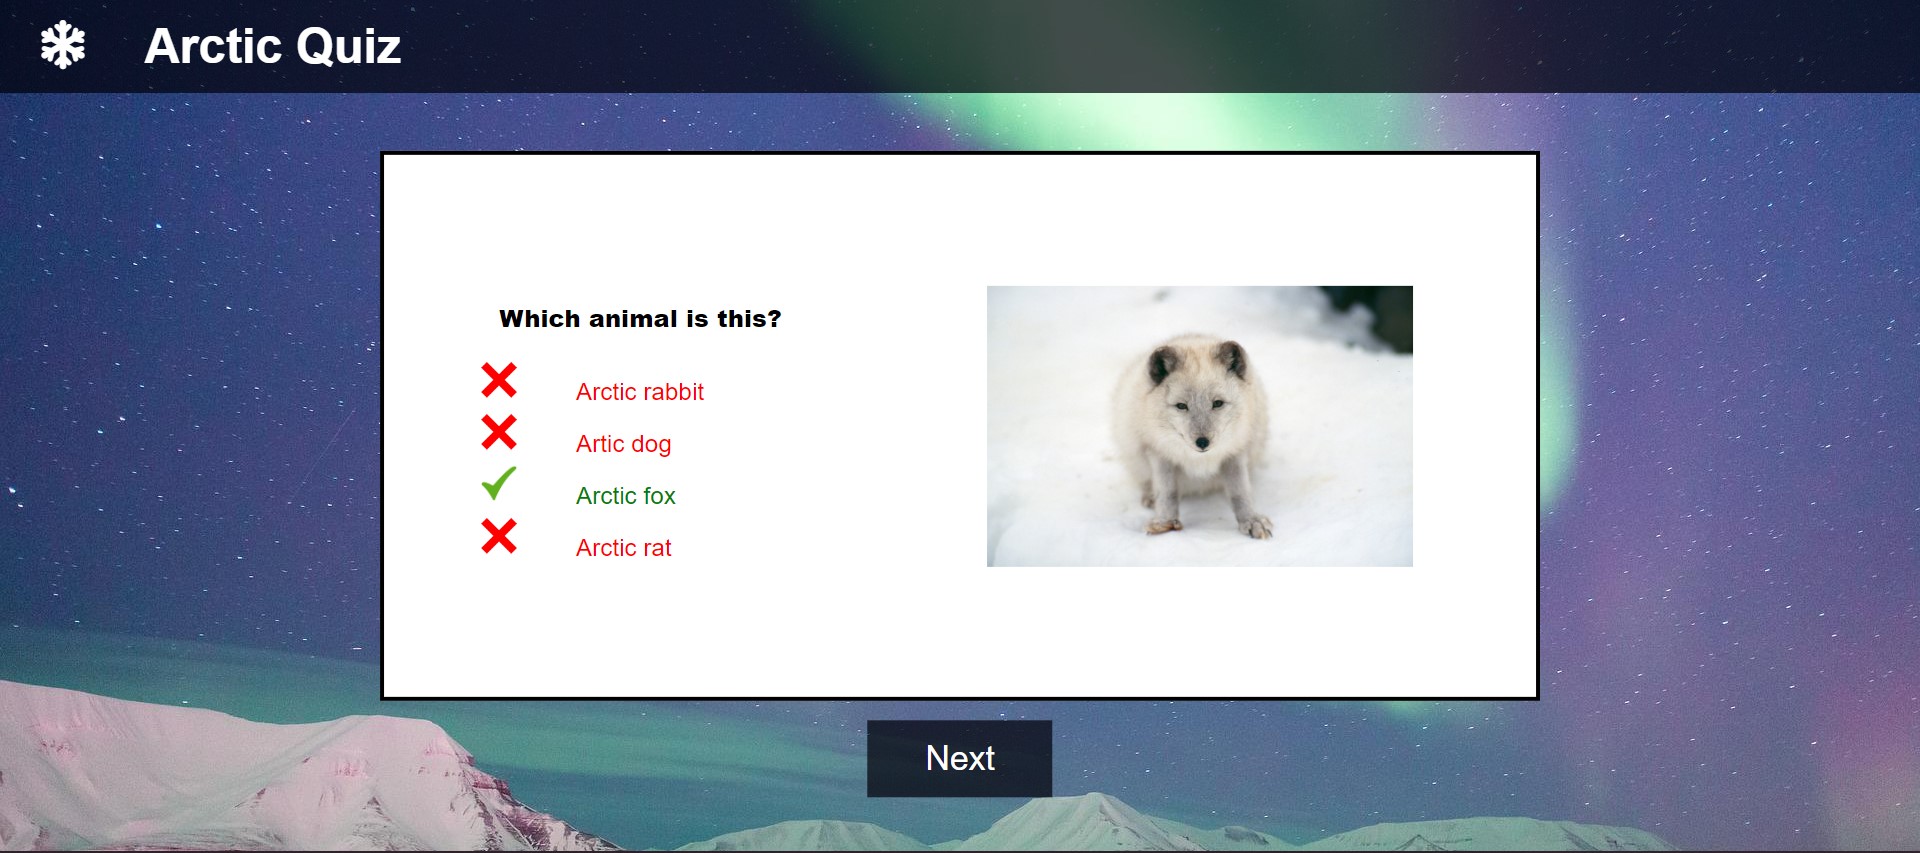 Arctic Quiz
Which animal is this?
Arctic rabbit
Artic dog
Arctic fox
Arctic rat
Next